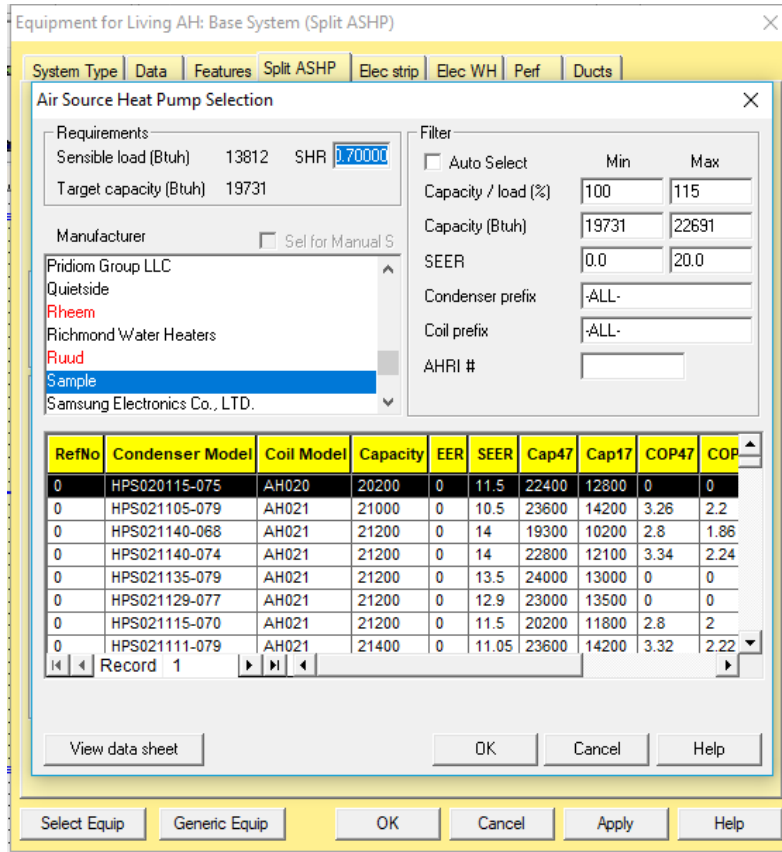 Equipment for Living AH: Base System (Split ASHP)
System Type Data Features Split ASHP Elec strip Elec WH Perf Ducts
Air Source Heat Pump Selection
Requirements
Sensible load (Btuh) 13812 SHR 0.70000
Target capacity (Btuh) 19731
Manufacturer Sel for Manual S
Pridiom Group LLC
Quietside
Rheem
Richmond Water Heaters
Ruud
Sample
Samsung Electronics Co., LTD.
Filter
Auto Select Min Max
Capacity / load (%) 100 115
Capacity (Btuh) 19731 22691
SEER 0.0 20.0
Condenser prefix -ALL-
Coil prefix -ALL-
AHRI #
RefNo Condenser Model Coil Model Capacity EER SEER Cap47 Cap17 COP47 COP
0 HPS020115-075 AH020 20200 0 11.5 22400 12800 0 0
0 HPS021105-079 AH021 21000 0 10.5 23600 14200 3.26 2.2
0 HPS021140-068 AH021 21200 0 14 19300 10200 2.8 1.86
0 HPS021140-074 AH021 21200 0 14 22800 12100 3.34 2.24
0 HPS021135-079 AH021 21200 0 13.5 24000 13000 0 0
0 HPS021129-077 AH021 21200 0 12.9 23000 13500 0 0
0 HPS021115-070 AH021 21200 0 11.5 20200 11800 2.8 2
0 HPS021111-079 AH021 21400 0 11.05 23600 14200 3.32 2.22
Record 1
View data sheet OK Cancel Help
Select Equip Generic Equip OK Cancel Apply Help